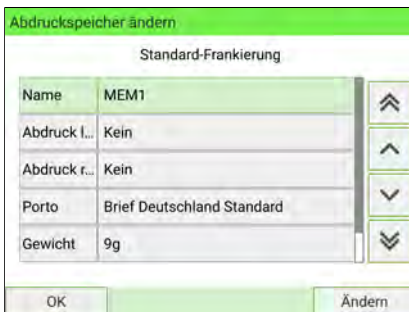 Abdruckspeicher ändern
Standard-Frankierung
Name MEM1
Abdruck l... Kein
Abdruck r... Kein
Porto Brief Deutschland Standard
Gewicht 9g
OK Ändern